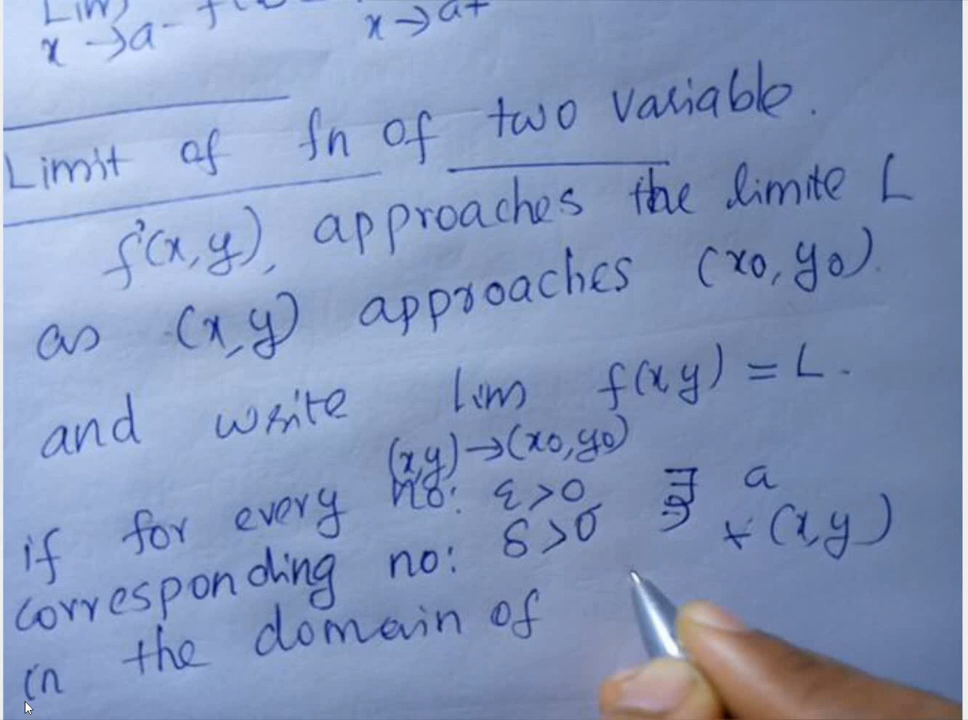 Lim
x→a- x→a+
Limit of fn of two variable.
f(x,y), approaches the limite L
as (x,y) approaches (x0,y0).
and write lim f(x,y) = L.
(x,y)→(x0,y0)
if for every no: ε>0, ∃ a
corresponding no: δ>0 ∋ ∀(x,y)
in the domain of